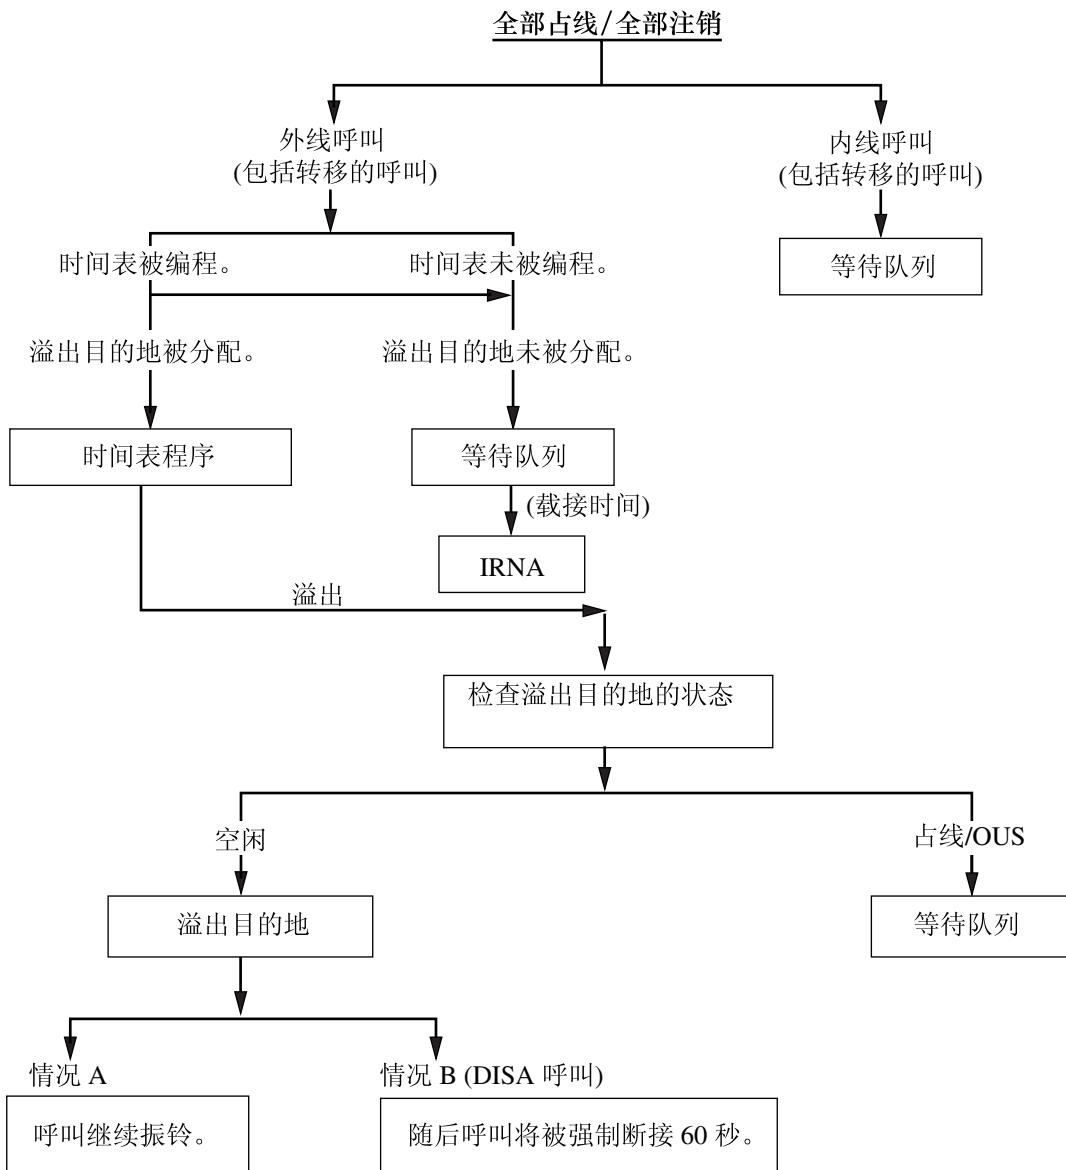 全部占线/全部注销
外线呼叫
(包括转移的呼叫)
内线呼叫
(包括转移的呼叫)
等待队列
时间表被编程。
时间表未被编程。
溢出目的地被分配。
溢出目的地未被分配。
时间表程序
等待队列
(载接时间)
IRNA
溢出
检查溢出目的地的状态
空闲
占线/OUS
溢出目的地
等待队列
情况 A
情况 B (DISA 呼叫)
呼叫继续振铃。
随后呼叫将被强制断接 60 秒。